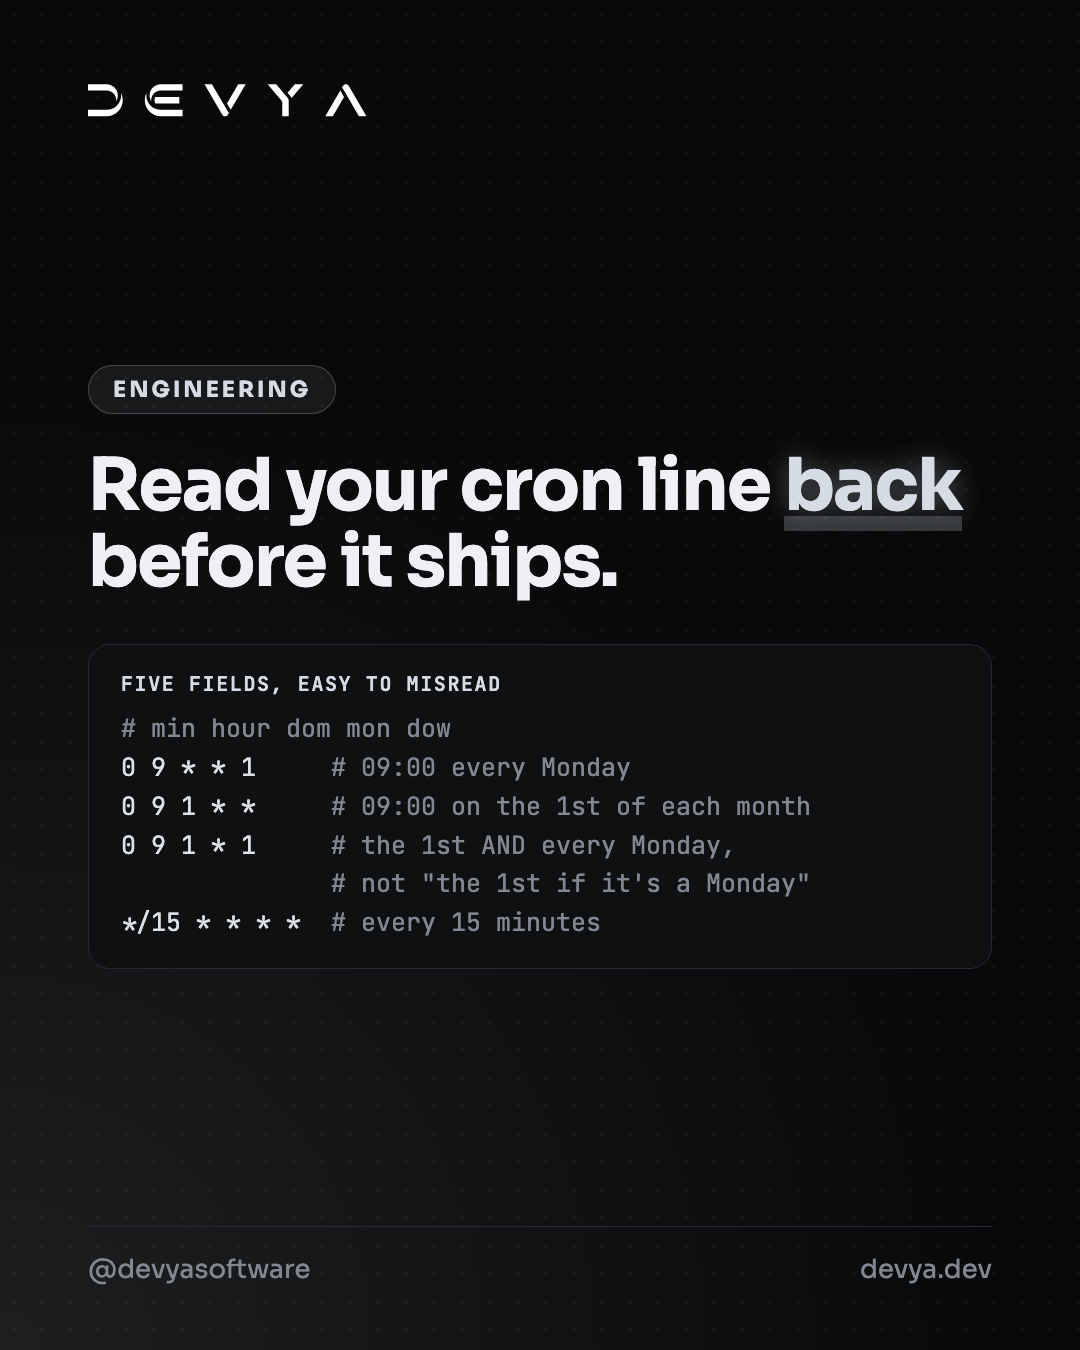 DEVYA
ENGINEERING
Read your cron line back
before it ships.
FIVE FIELDS, EASY TO MISREAD
# min hour dom mon dow
0 9 * * 1     # 09:00 every Monday
0 9 1 * *     # 09:00 on the 1st of each month
0 9 1 * 1     # the 1st AND every Monday,
              # not "the 1st if it's a Monday"
*/15 * * * *  # every 15 minutes
@devyasoftware
devya.dev